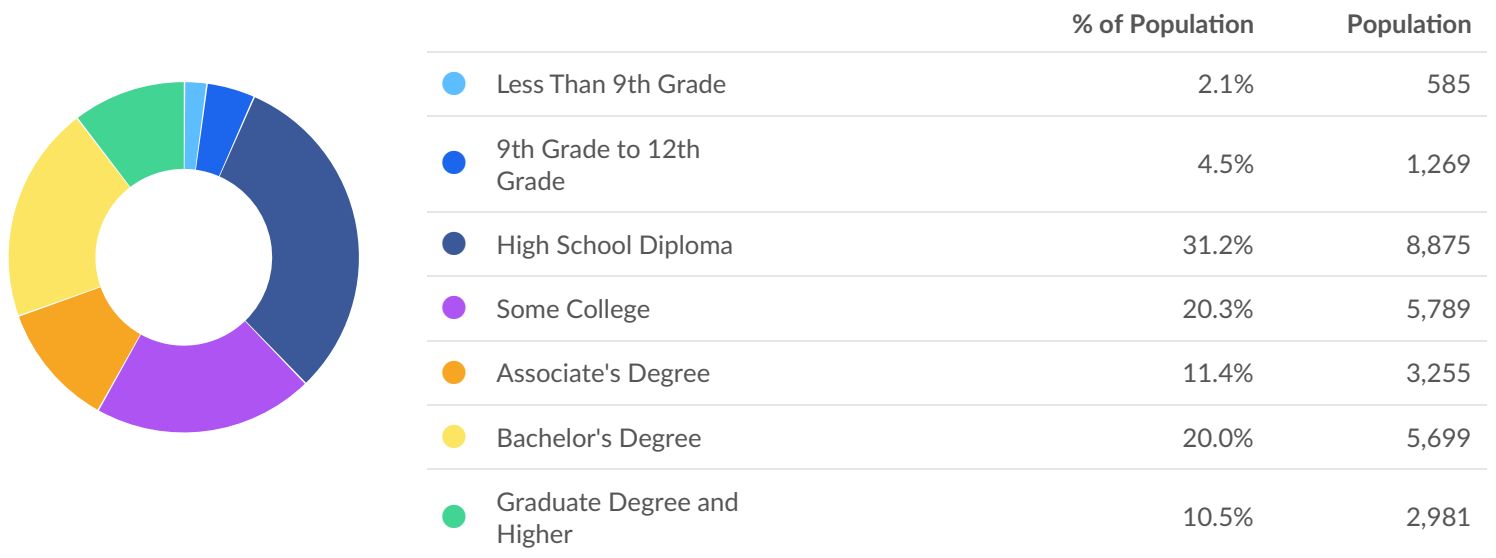 % of Population Population
Less Than 9th Grade 2.1% 585
9th Grade to 12th
Grade 4.5% 1,269
High School Diploma 31.2% 8,875
Some College 20.3% 5,789
Associate's Degree 11.4% 3,255
Bachelor's Degree 20.0% 5,699
Graduate Degree and
Higher 10.5% 2,981